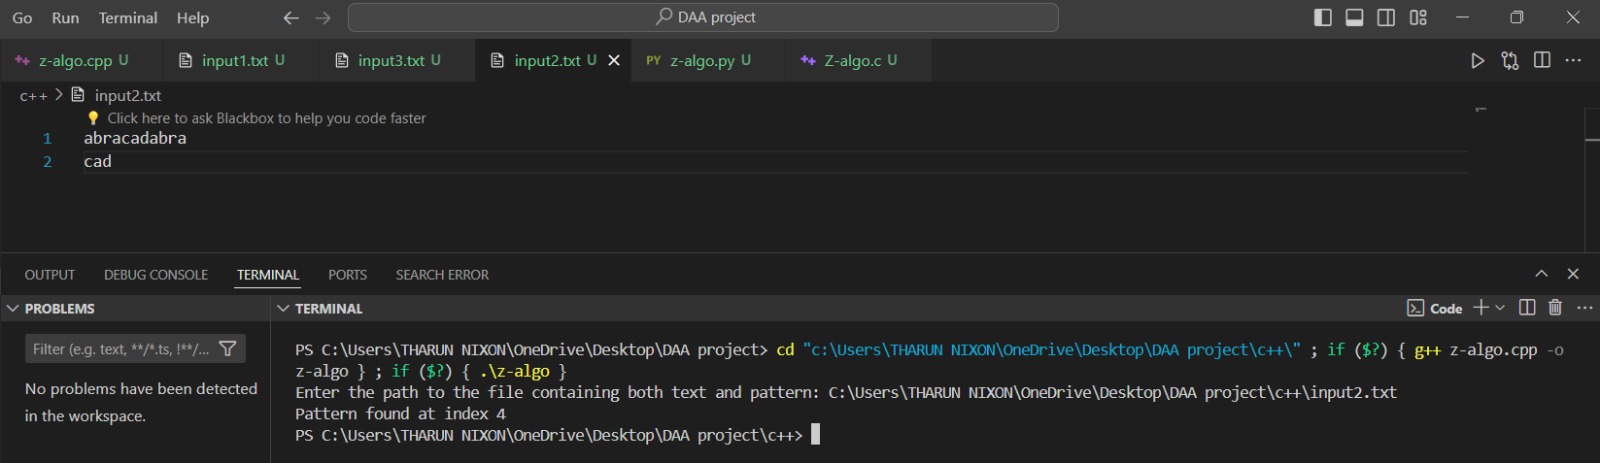 Go Run Terminal Help ← → DAA project
z-algo.cpp U input1.txt U input3.txt U input2.txt U PY z-algo.py U Z-algo.c U
c++ > input2.txt
Click here to ask Blackbox to help you code faster
1 abracadabra
2 cad
OUTPUT DEBUG CONSOLE TERMINAL PORTS SEARCH ERROR
PROBLEMS
Filter (e.g. text, **/*.ts, !**/...
No problems have been detected
in the workspace.
TERMINAL Code
PS C:\Users\THARUN NIXON\OneDrive\Desktop\DAA project> cd "c:\Users\THARUN NIXON\OneDrive\Desktop\DAA project\c++\" ; if ($?) { g++ z-algo.cpp -o
z-algo } ; if ($?) { .\z-algo }
Enter the path to the file containing both text and pattern: C:\Users\THARUN NIXON\OneDrive\Desktop\DAA project\c++\input2.txt
Pattern found at index 4
PS C:\Users\THARUN NIXON\OneDrive\Desktop\DAA project\c++>